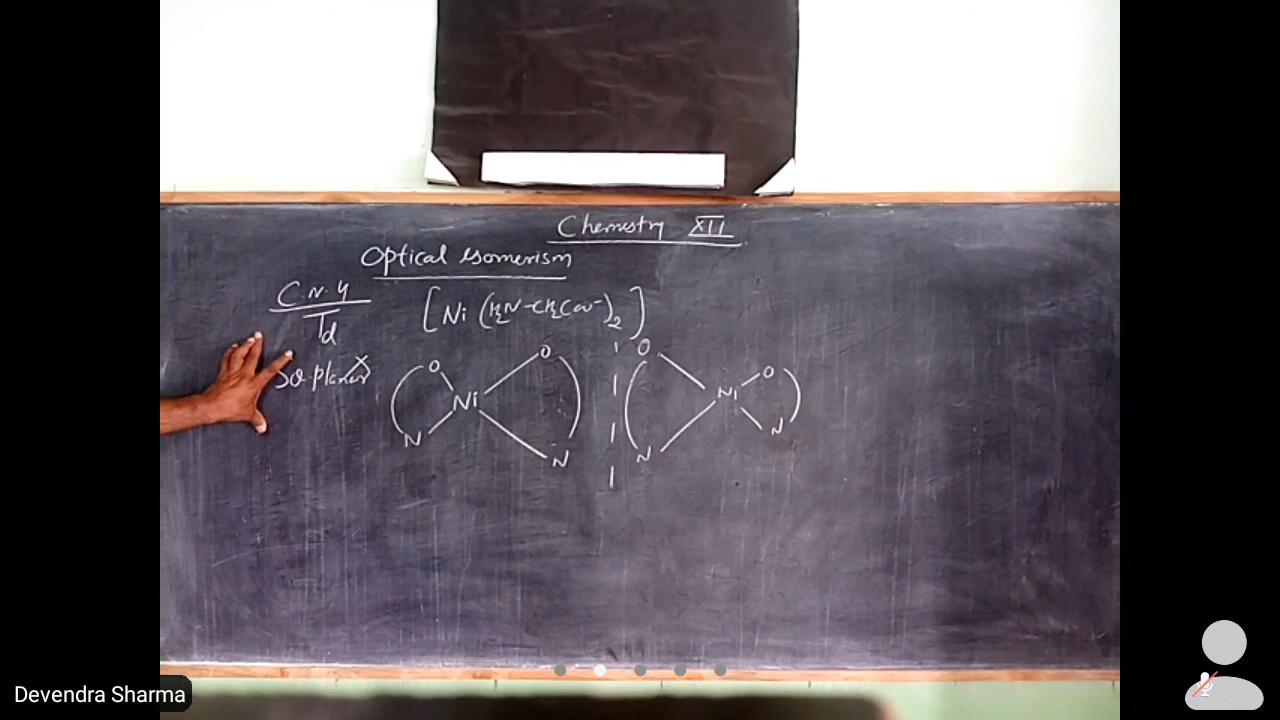 Chemistry XII
Optical isomerism
C.N. 4
Td
sq. planar X
[Ni (H2N-CH2COO-)2]
O O O O
Ni Ni
N N N N
Devendra Sharma